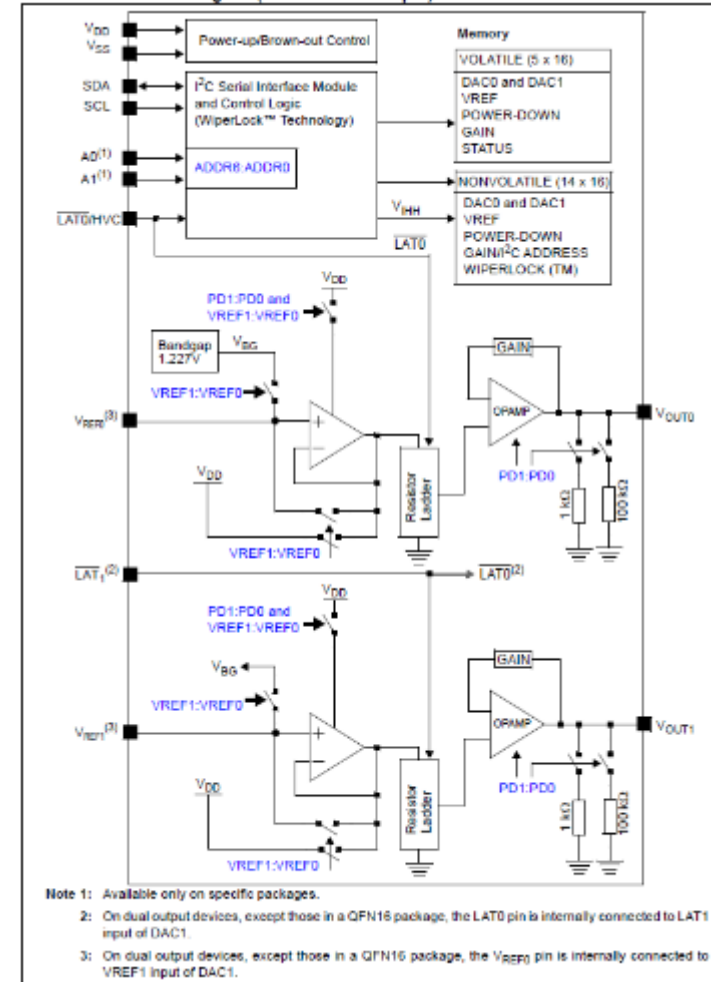 VDD
VSS
Power-up/Brown-out Control
Memory
VOLATILE (5 x 16)
DAC0 and DAC1
VREF
POWER-DOWN
GAIN
STATUS
SDA
SCL
I2C Serial Interface Module
and Control Logic
(WiperLock™ Technology)
A0(1)
A1(1)
ADDR6:ADDR0
NONVOLATILE (14 x 16)
DAC0 and DAC1
VREF
POWER-DOWN
GAIN/I2C ADDRESS
WIPERLOCK (TM)
LAT0/HVC
VIHH
LAT0
VDD
PD1:PD0 and
VREF1:VREF0
Bandgap
1.227V
VBG
VREF1:VREF0
VREF0(3)
+
−
VDD
VREF1:VREF0
Resistor
Ladder
GAIN
OPAMP
PD1:PD0
VOUT0
1 kΩ
100 kΩ
LAT1(2)
LAT0(2)
VDD
PD1:PD0 and
VREF1:VREF0
VBG
VREF1:VREF0
VREF1(3)
+
−
VDD
VREF1:VREF0
Resistor
Ladder
GAIN
OPAMP
PD1:PD0
VOUT1
1 kΩ
100 kΩ
Note 1: Available only on specific packages.
2: On dual output devices, except those in a QFN16 package, the LAT0 pin is internally connected to LAT1
input of DAC1.
3: On dual output devices, except those in a QFN16 package, the VREF0 pin is internally connected to
VREF1 input of DAC1.